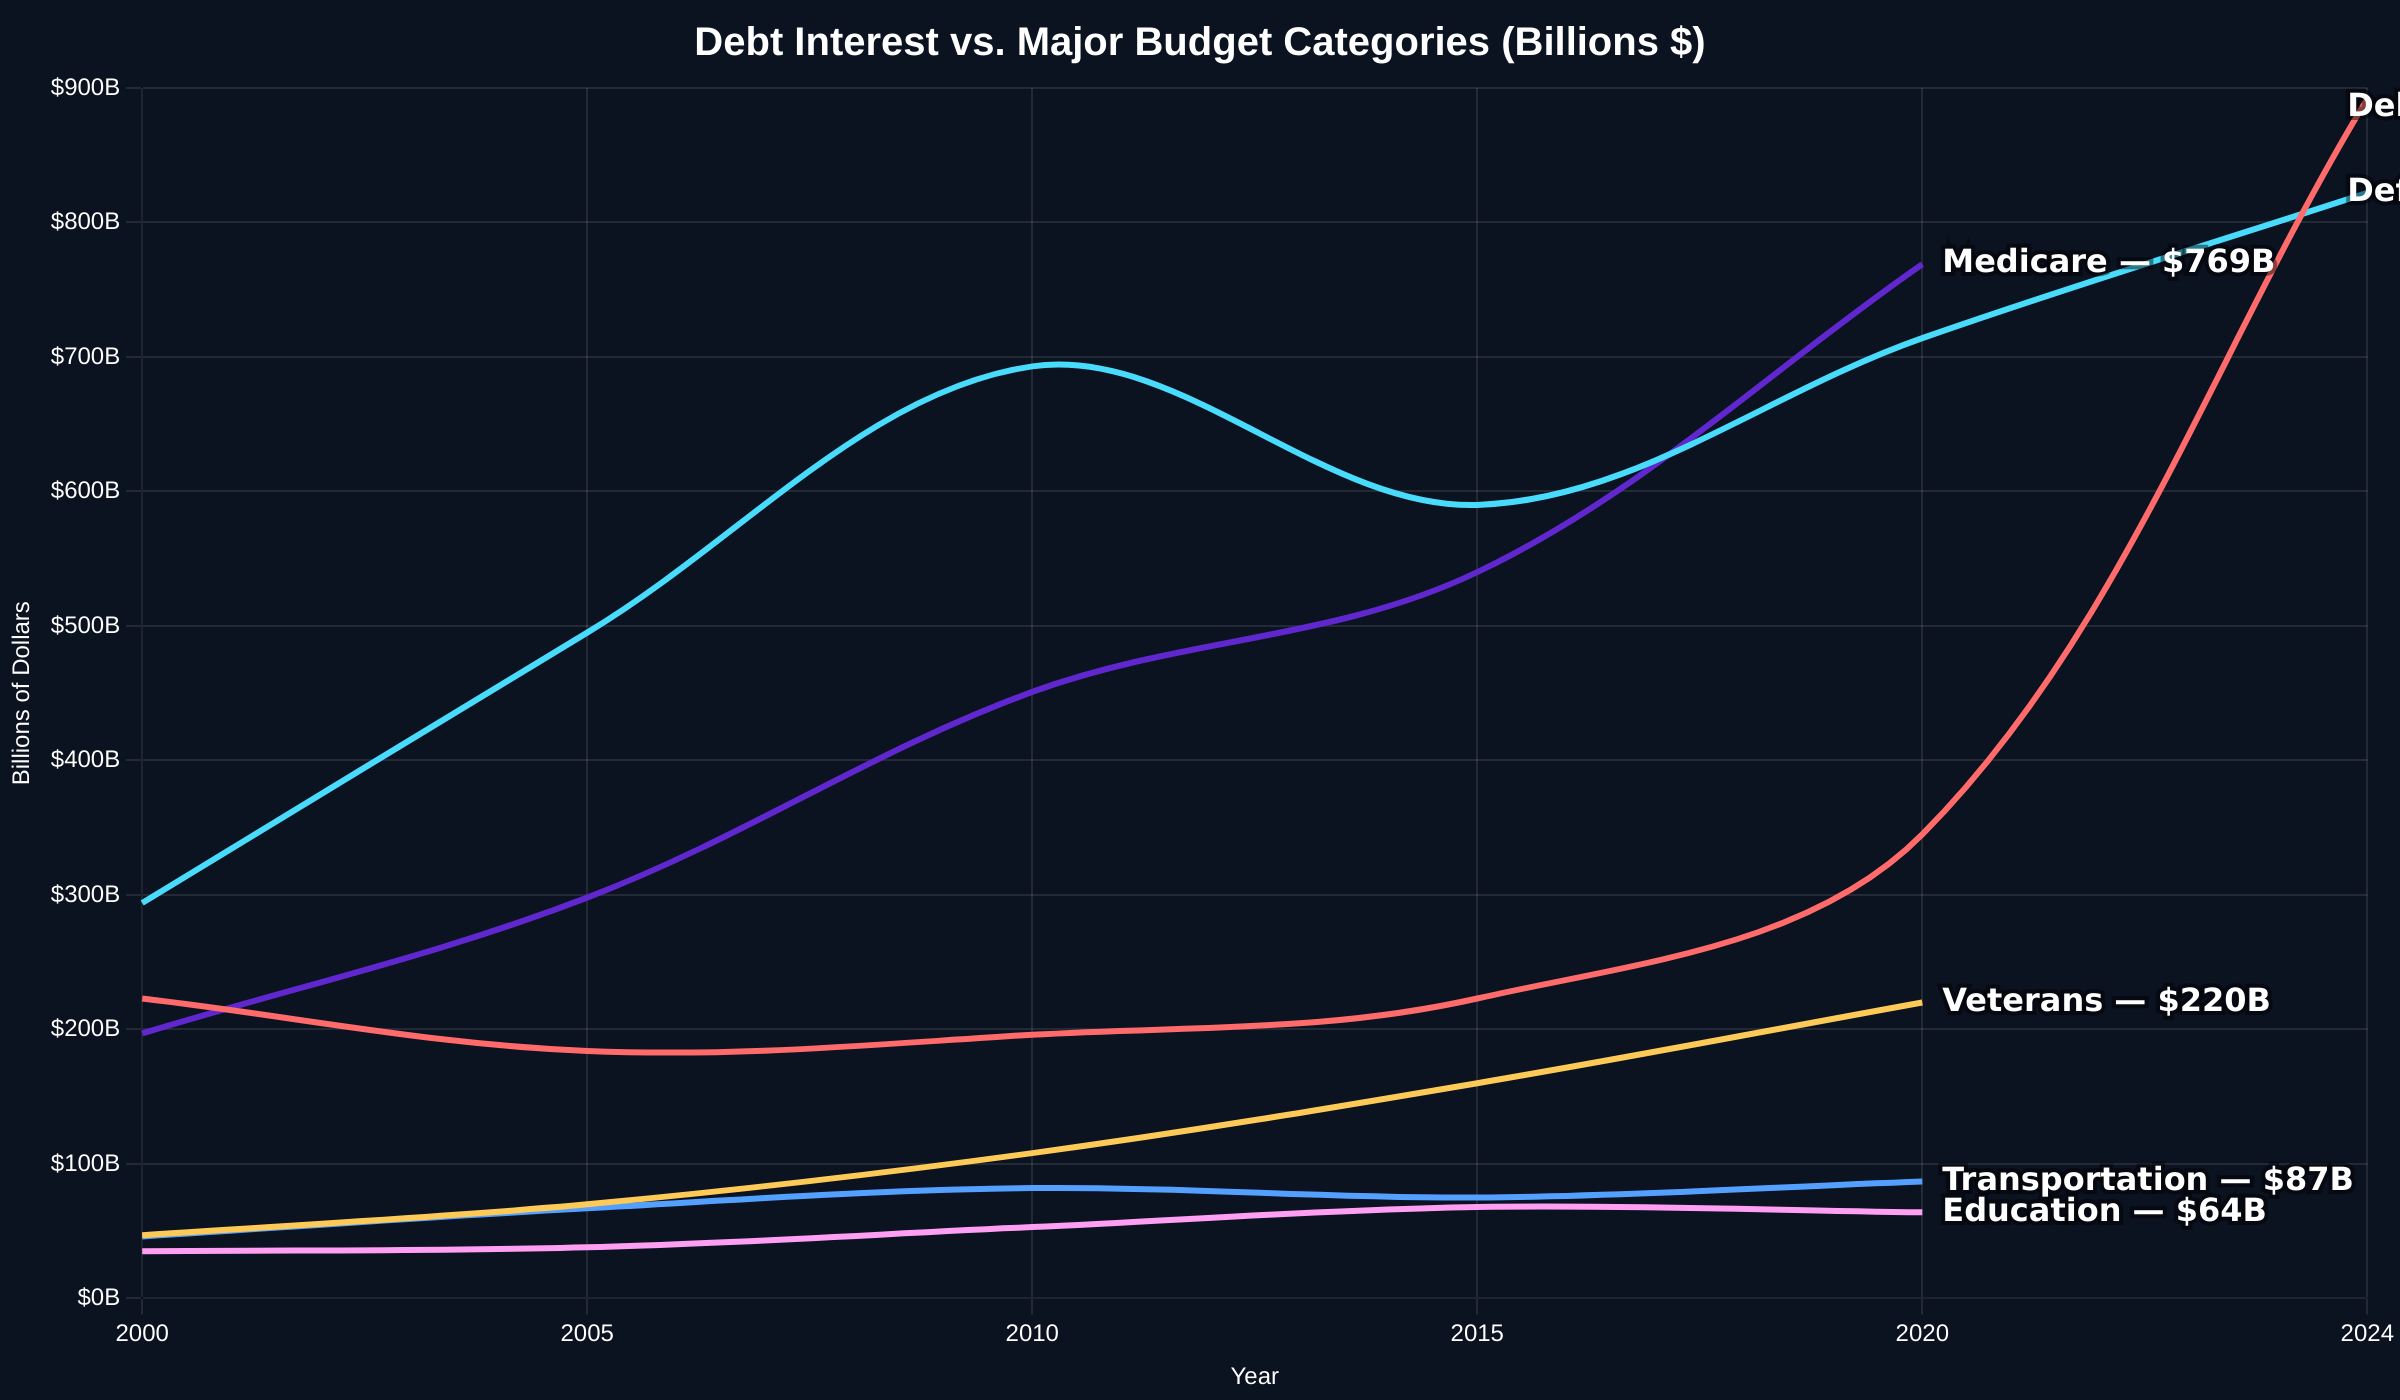 Debt Interest vs. Major Budget Categories (Billions $)
$900B
$800B
$700B
$600B
$500B
$400B
$300B
$200B
$100B
$0B
Billions of Dollars
Medicare — $769B
Veterans — $220B
Transportation — $87B
Education — $64B
2000
2005
2010
2015
2020
2024
Year